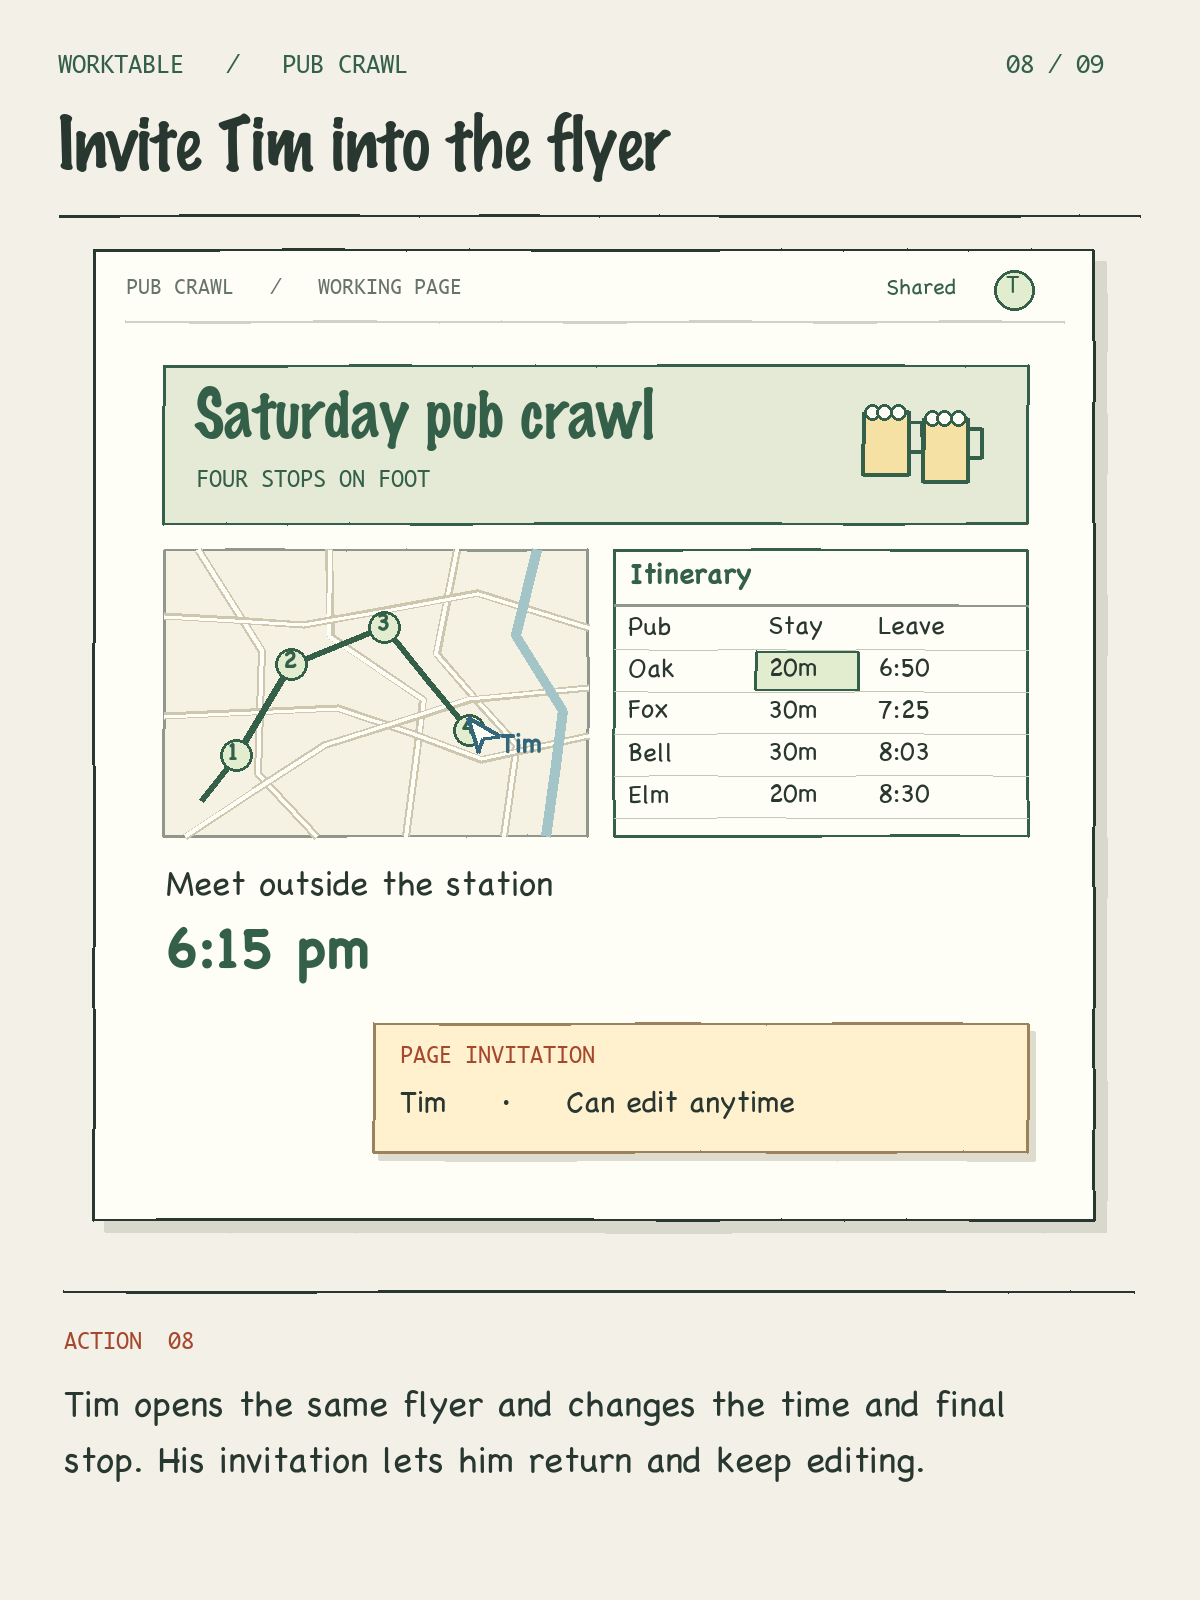 WORKTABLE / PUB CRAWL 08 / 09
Invite Tim into the flyer
PUB CRAWL / WORKING PAGE Shared T
Saturday pub crawl
FOUR STOPS ON FOOT
1
2
3
4
Tim
Itinerary
Pub Stay Leave
Oak 20m 6:50
Fox 30m 7:25
Bell 30m 8:03
Elm 20m 8:30
Meet outside the station
6:15 pm
PAGE INVITATION
Tim · Can edit anytime
ACTION 08
Tim opens the same flyer and changes the time and final
stop. His invitation lets him return and keep editing.